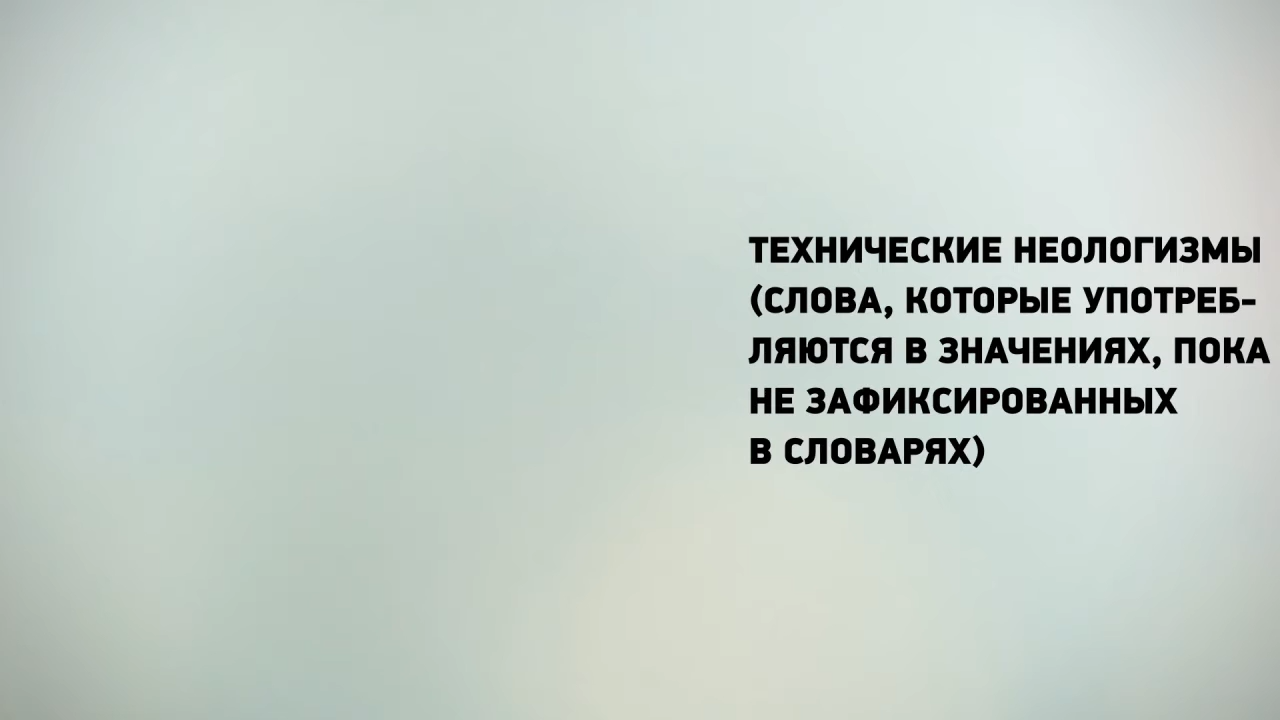 ТЕХНИЧЕСКИЕ НЕОЛОГИЗМЫ
(СЛОВА, КОТОРЫЕ УПОТРЕБ-
ЛЯЮТСЯ В ЗНАЧЕНИЯХ, ПОКА
НЕ ЗАФИКСИРОВАННЫХ
В СЛОВАРЯХ)